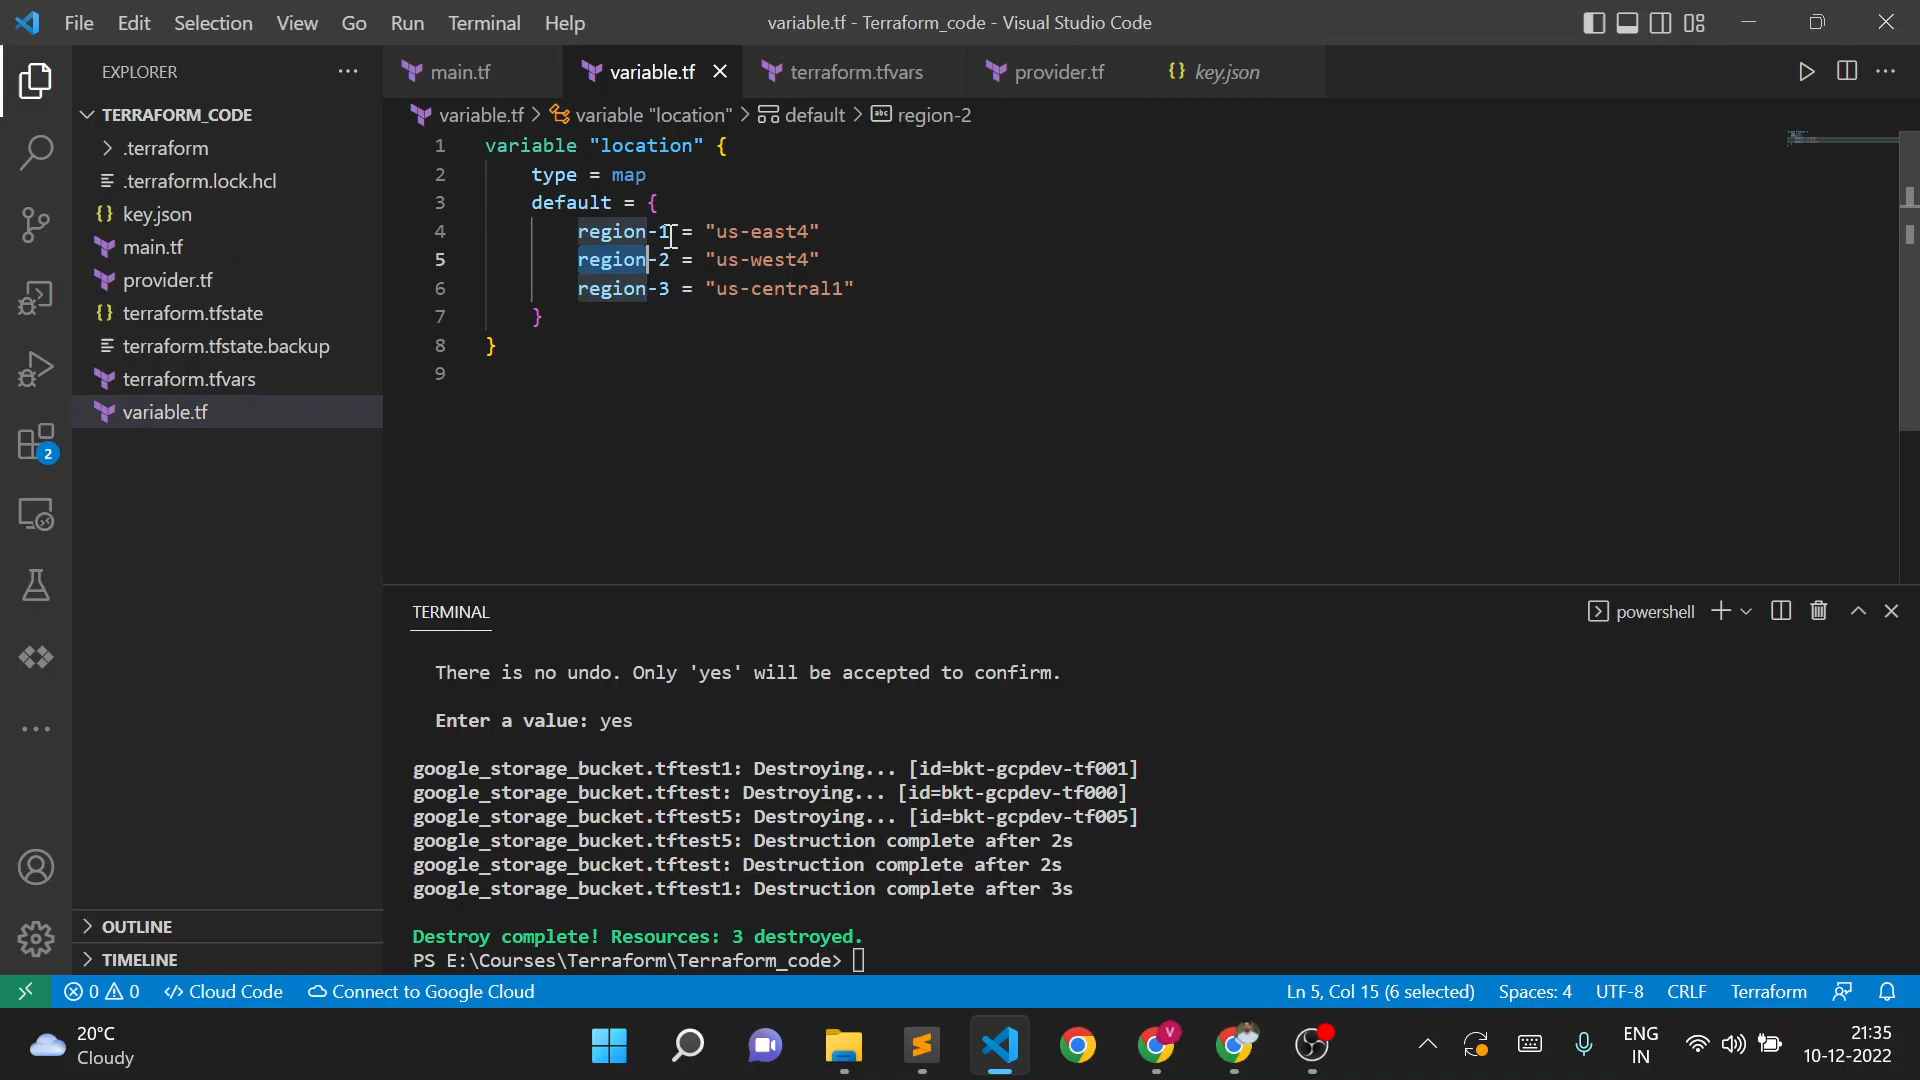 File Edit Selection View Go Run Terminal Help
variable.tf - Terraform_code - Visual Studio Code
EXPLORER
TERRAFORM_CODE
.terraform
.terraform.lock.hcl
key.json
main.tf
provider.tf
terraform.tfstate
terraform.tfstate.backup
terraform.tfvars
variable.tf
OUTLINE
TIMELINE
2
main.tf variable.tf terraform.tfvars provider.tf key.json
variable.tf > variable "location" > default > region-2
1 variable "location" {
2 type = map
3 default = {
4 region-1 = "us-east4"
5 region-2 = "us-west4"
6 region-3 = "us-central1"
7 }
8 }
9
TERMINAL
powershell
There is no undo. Only 'yes' will be accepted to confirm.
Enter a value: yes
google_storage_bucket.tftest1: Destroying... [id=bkt-gcpdev-tf001]
google_storage_bucket.tftest: Destroying... [id=bkt-gcpdev-tf000]
google_storage_bucket.tftest5: Destroying... [id=bkt-gcpdev-tf005]
google_storage_bucket.tftest5: Destruction complete after 2s
google_storage_bucket.tftest: Destruction complete after 2s
google_storage_bucket.tftest1: Destruction complete after 3s
Destroy complete! Resources: 3 destroyed.
PS E:\Courses\Terraform\Terraform_code>
0 0 Cloud Code Connect to Google Cloud
Ln 5, Col 15 (6 selected) Spaces: 4 UTF-8 CRLF Terraform
20°C
Cloudy
V
ENG
IN
21:35
10-12-2022